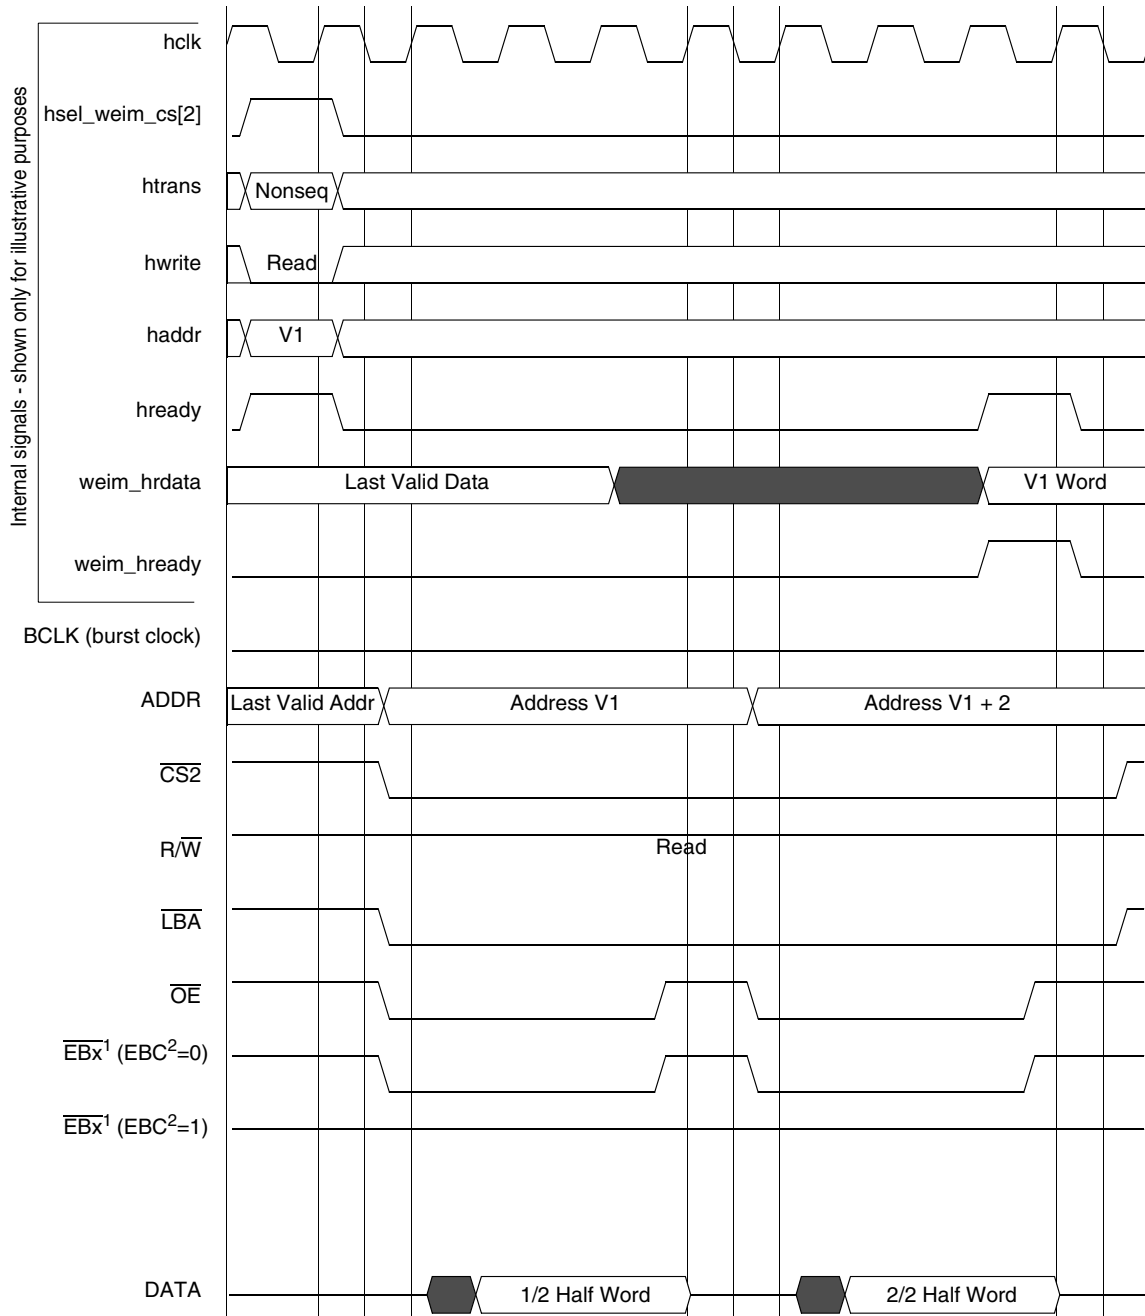 Internal signals - shown only for illustrative purposes
hclk
hsel_weim_cs[2]
htrans Nonseq
hwrite Read
haddr V1
hready
weim_hrdata Last Valid Data V1 Word
weim_hready
BCLK (burst clock)
ADDR Last Valid Addr Address V1 Address V1 + 2
CS2
R/W Read
LBA
OE
EBx1 (EBC2=0)
EBx1 (EBC2=1)
DATA 1/2 Half Word 2/2 Half Word